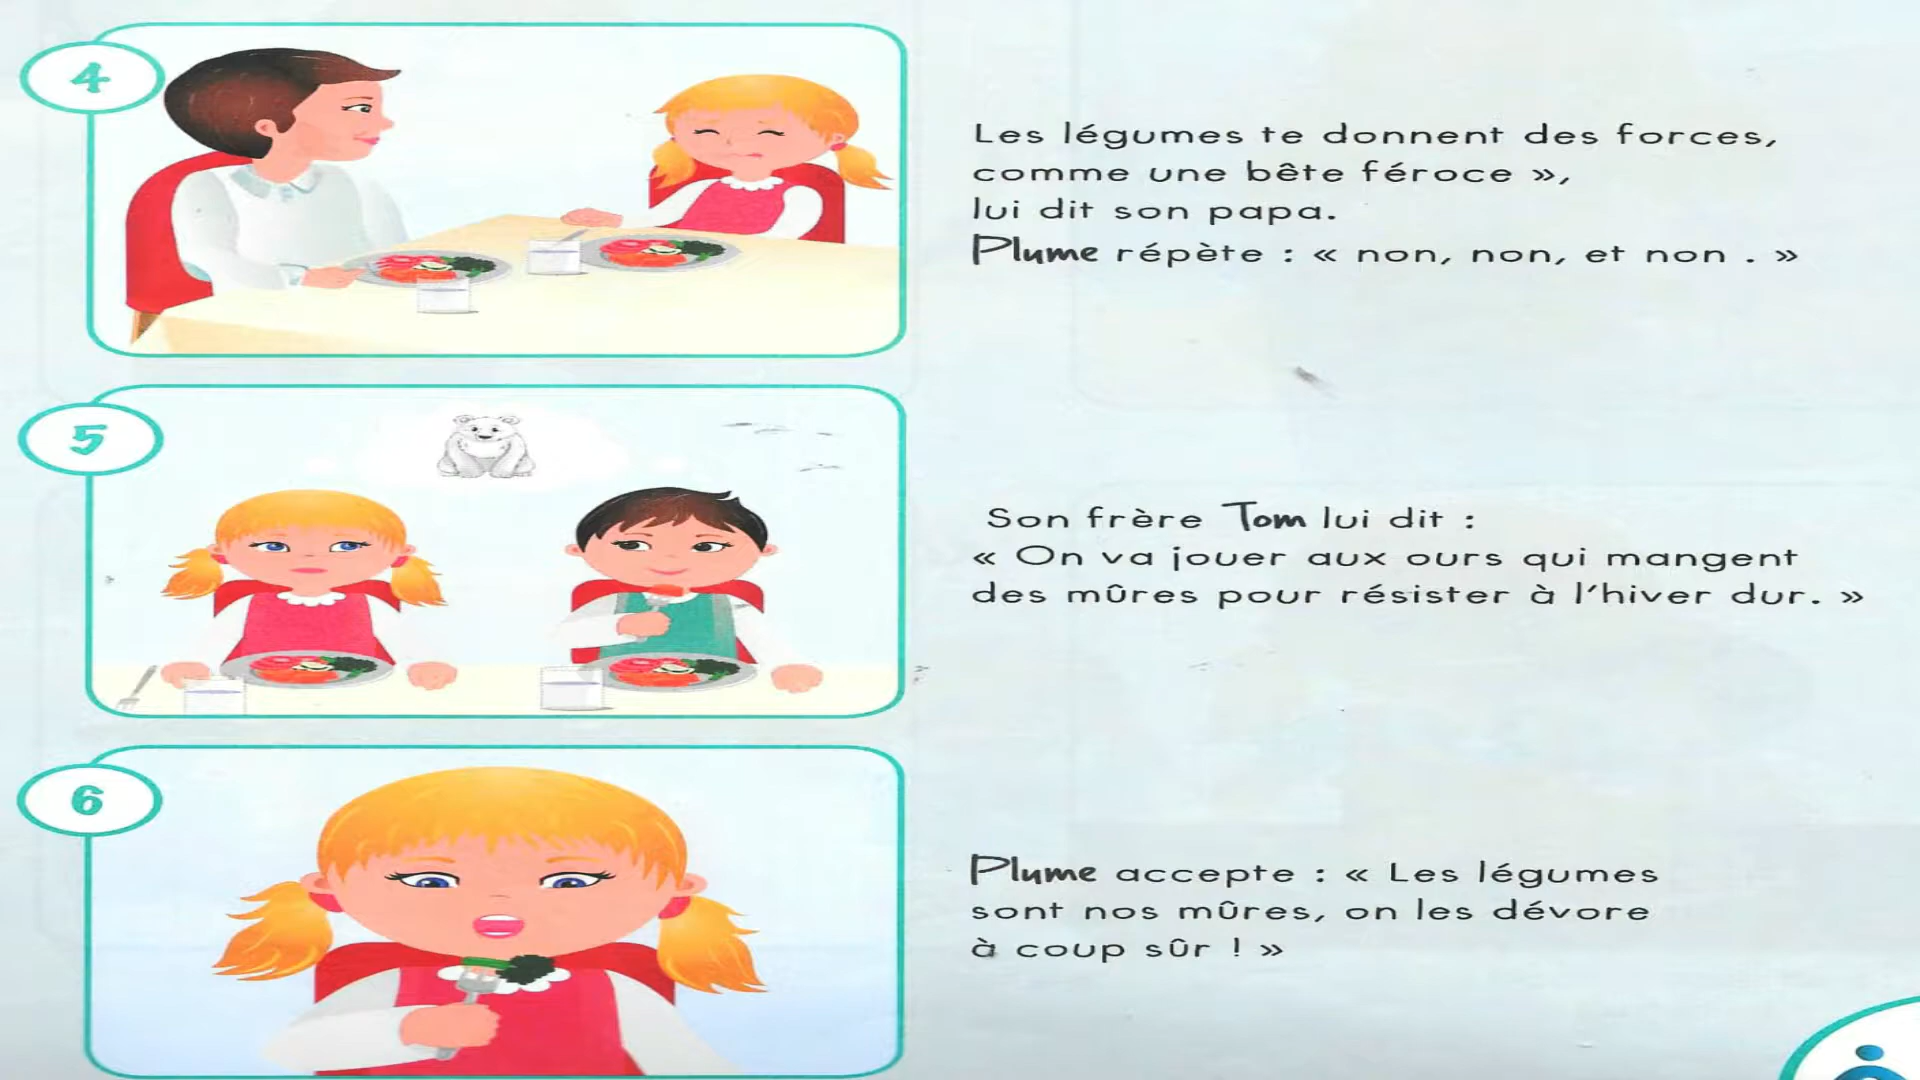 4
Les légumes te donnent des forces,
comme une bête féroce »,
lui dit son papa.
Plume répète : « non, non, et non . »
5
Son frère Tom lui dit :
« On va jouer aux ours qui mangent
des mûres pour résister à l'hiver dur. »
6
Plume accepte : « Les légumes
sont nos mûres, on les dévore
à coup sûr ! »